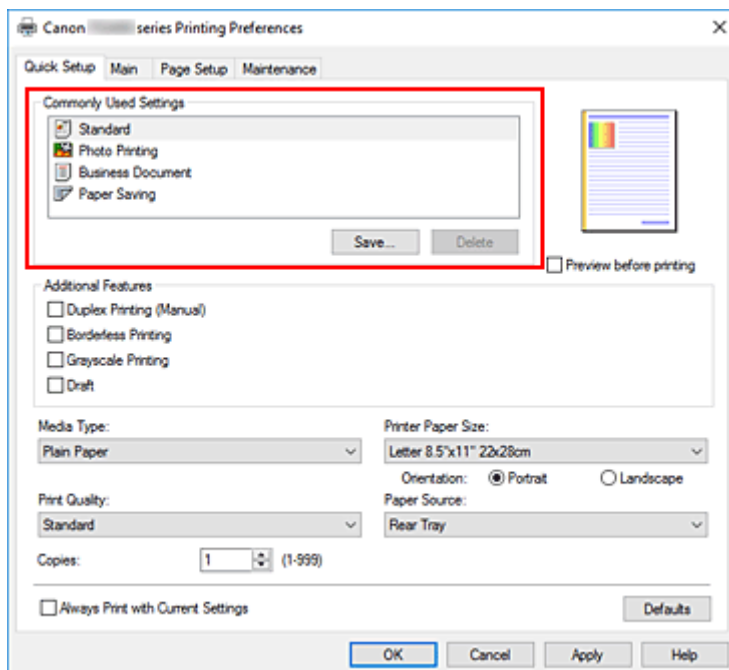 Canon series Printing Preferences
Quick Setup Main Page Setup Maintenance
Commonly Used Settings
Standard
Photo Printing
Business Document
Paper Saving
Save... Delete
Preview before printing
Additional Features
Duplex Printing (Manual)
Borderless Printing
Grayscale Printing
Draft
Media Type: Printer Paper Size:
Plain Paper Letter 8.5"x11" 22x28cm
Orientation: Portrait Landscape
Print Quality: Paper Source:
Standard Rear Tray
Copies: 1 (1-999)
Always Print with Current Settings Defaults
OK Cancel Apply Help